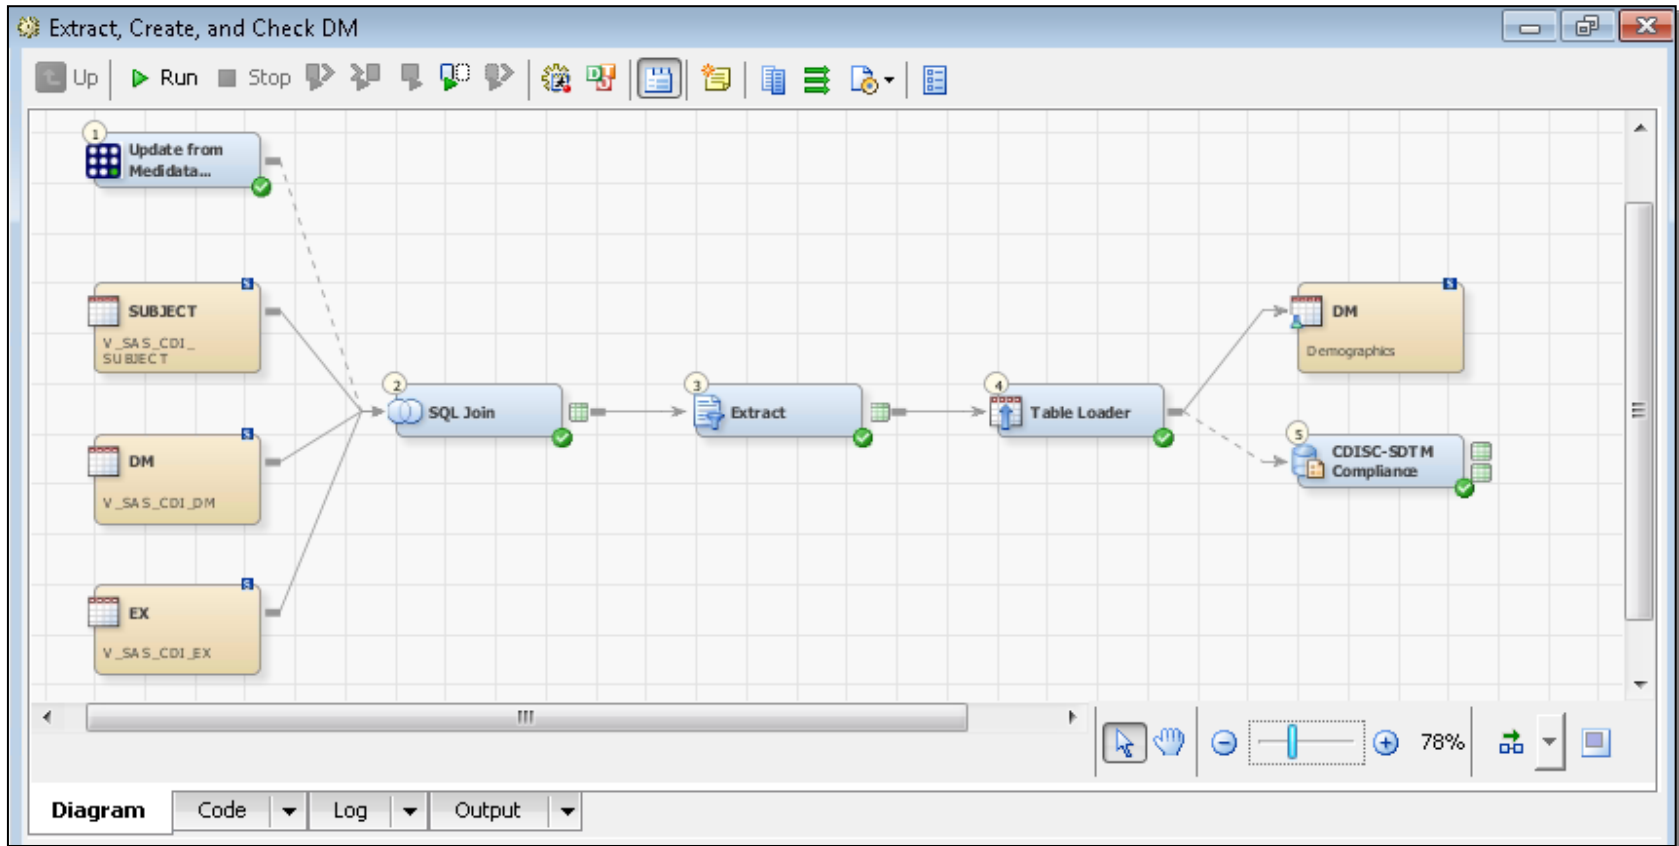 Extract, Create, and Check DM
Up
Run
Stop
1
Update from
Medidata...
SUBJECT
V_SAS_CDI_
SUBJECT
DM
V_SAS_CDI_DM
EX
V_SAS_CDI_EX
2
SQL Join
3
Extract
4
Table Loader
DM
Demographics
5
CDISC-SDTM
Compliance
78%
Diagram
Code
Log
Output